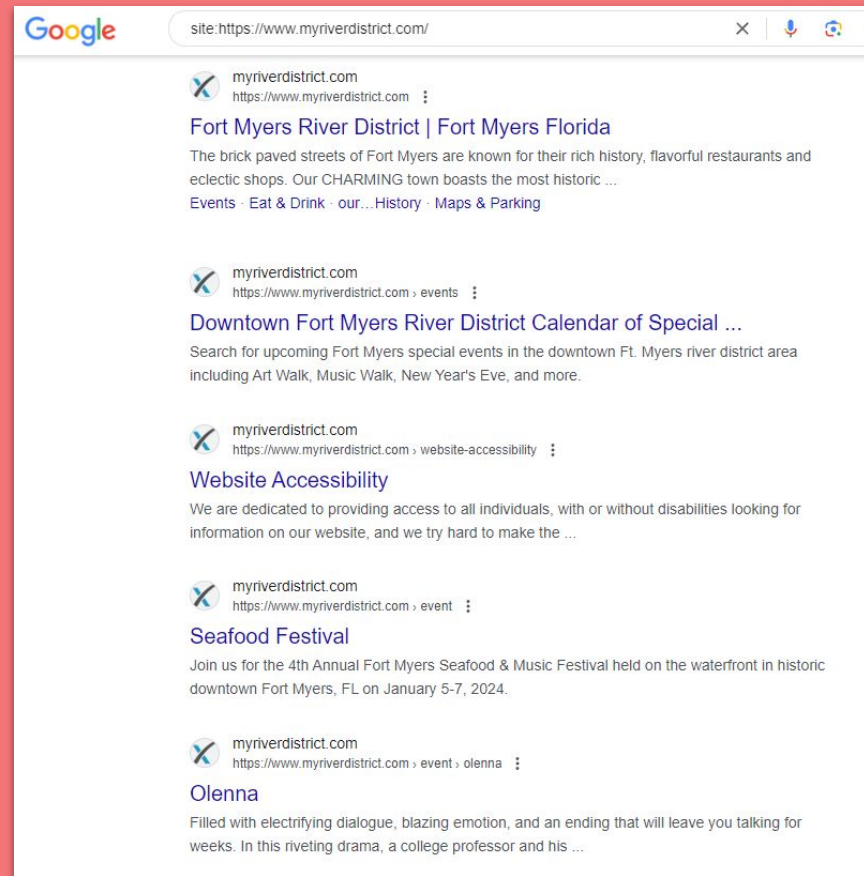 Google
site:https://www.myriverdistrict.com/
myriverdistrict.com
https://www.myriverdistrict.com
Fort Myers River District | Fort Myers Florida
The brick paved streets of Fort Myers are known for their rich history, flavorful restaurants and
eclectic shops. Our CHARMING town boasts the most historic ...
Events · Eat & Drink · our…History · Maps & Parking
myriverdistrict.com
https://www.myriverdistrict.com › events
Downtown Fort Myers River District Calendar of Special ...
Search for upcoming Fort Myers special events in the downtown Ft. Myers river district area
including Art Walk, Music Walk, New Year's Eve, and more.
myriverdistrict.com
https://www.myriverdistrict.com › website-accessibility
Website Accessibility
We are dedicated to providing access to all individuals, with or without disabilities looking for
information on our website, and we try hard to make the ...
myriverdistrict.com
https://www.myriverdistrict.com › event
Seafood Festival
Join us for the 4th Annual Fort Myers Seafood & Music Festival held on the waterfront in historic
downtown Fort Myers, FL on January 5-7, 2024.
myriverdistrict.com
https://www.myriverdistrict.com › event › olenna
Olenna
Filled with electrifying dialogue, blazing emotion, and an ending that will leave you talking for
weeks. In this riveting drama, a college professor and his ...